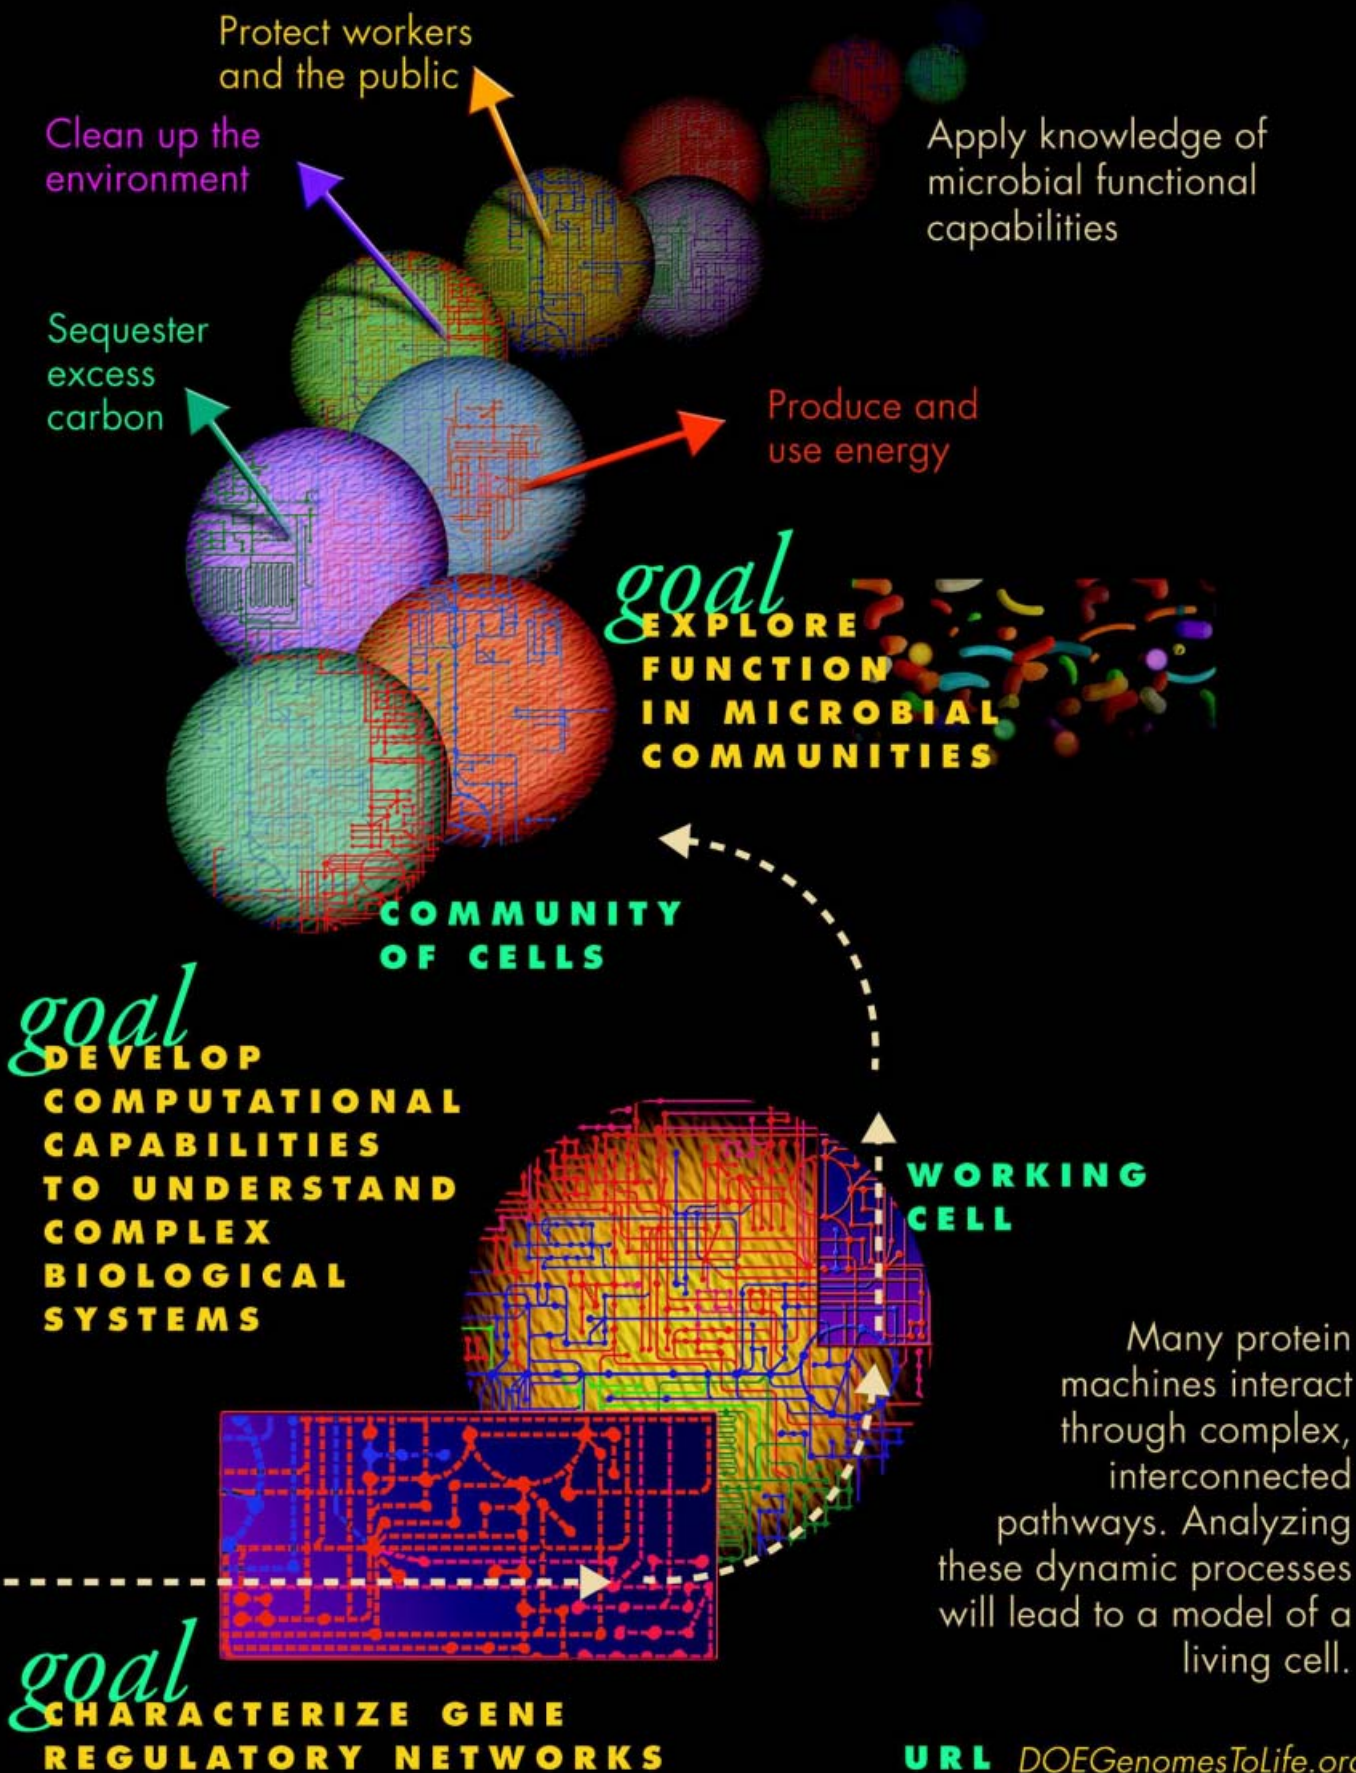 Protect workers
and the public
Clean up the
environment
Apply knowledge of
microbial functional
capabilities
Sequester
excess
carbon
Produce and
use energy
goal
EXPLORE
FUNCTION
IN MICROBIAL
COMMUNITIES
COMMUNITY
OF CELLS
goal
DEVELOP
COMPUTATIONAL
CAPABILITIES
TO UNDERSTAND
COMPLEX
BIOLOGICAL
SYSTEMS
WORKING
CELL
Many protein
machines interact
through complex,
interconnected
pathways. Analyzing
these dynamic processes
will lead to a model of a
living cell.
goal
CHARACTERIZE GENE
REGULATORY NETWORKS
URL DOEGenomesToLife.org